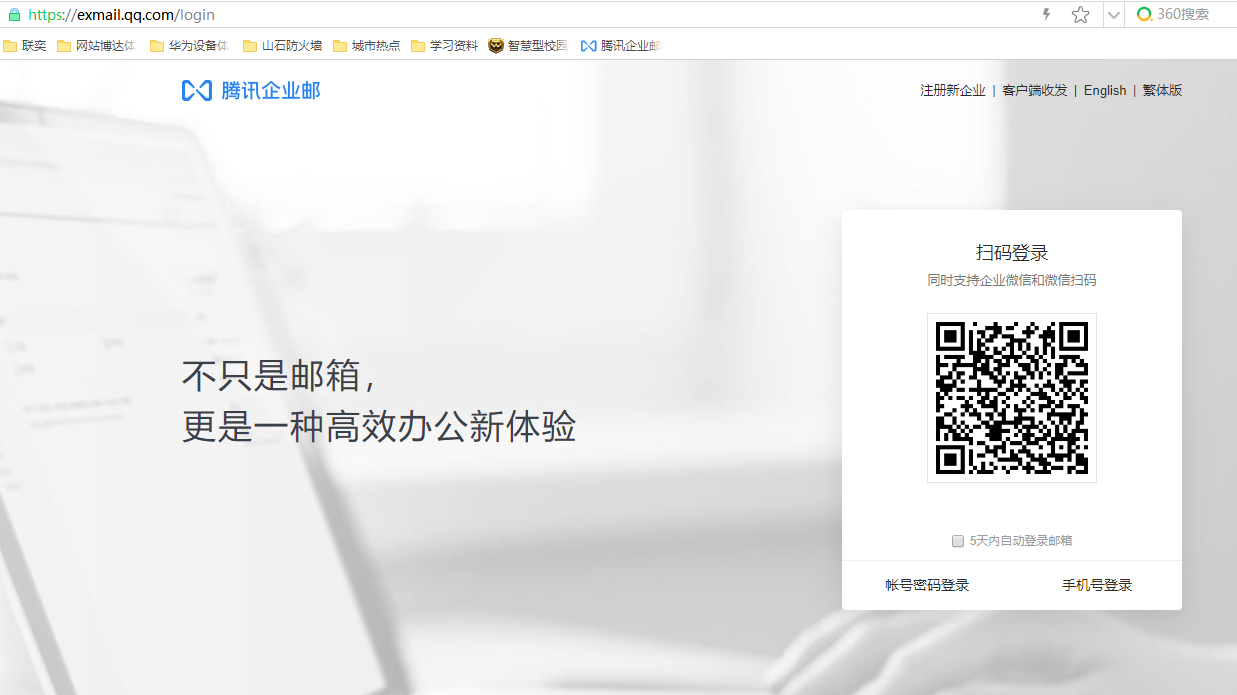 https://exmail.qq.com/login
360搜索
联奕 网站博达体 华为设备体 山石防火墙 城市热点 学习资料 智慧型校园 腾讯企业邮
腾讯企业邮
注册新企业 | 客户端收发 | English | 繁体版
扫码登录
同时支持企业微信和微信扫码
不只是邮箱，
更是一种高效办公新体验
5天内自动登录邮箱
帐号密码登录 手机号登录